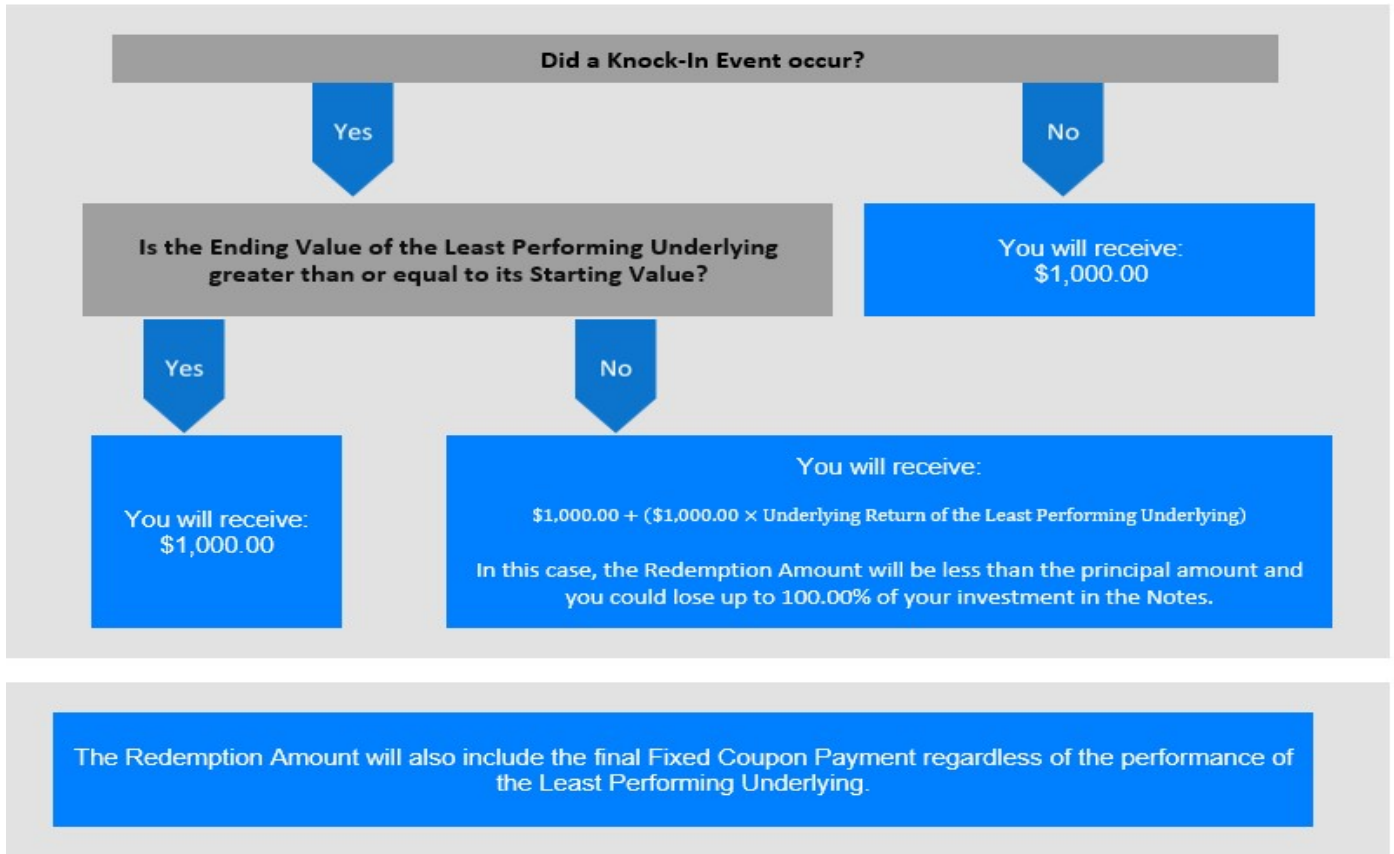 Did a Knock-In Event occur?
Yes
No
Is the Ending Value of the Least Performing Underlying
greater than or equal to its Starting Value?
You will receive:
$1,000.00
Yes
No
You will receive:
$1,000.00
You will receive:
$1,000.00 + ($1,000.00 × Underlying Return of the Least Performing Underlying)
In this case, the Redemption Amount will be less than the principal amount and
you could lose up to 100.00% of your investment in the Notes.
The Redemption Amount will also include the final Fixed Coupon Payment regardless of the performance of
the Least Performing Underlying.